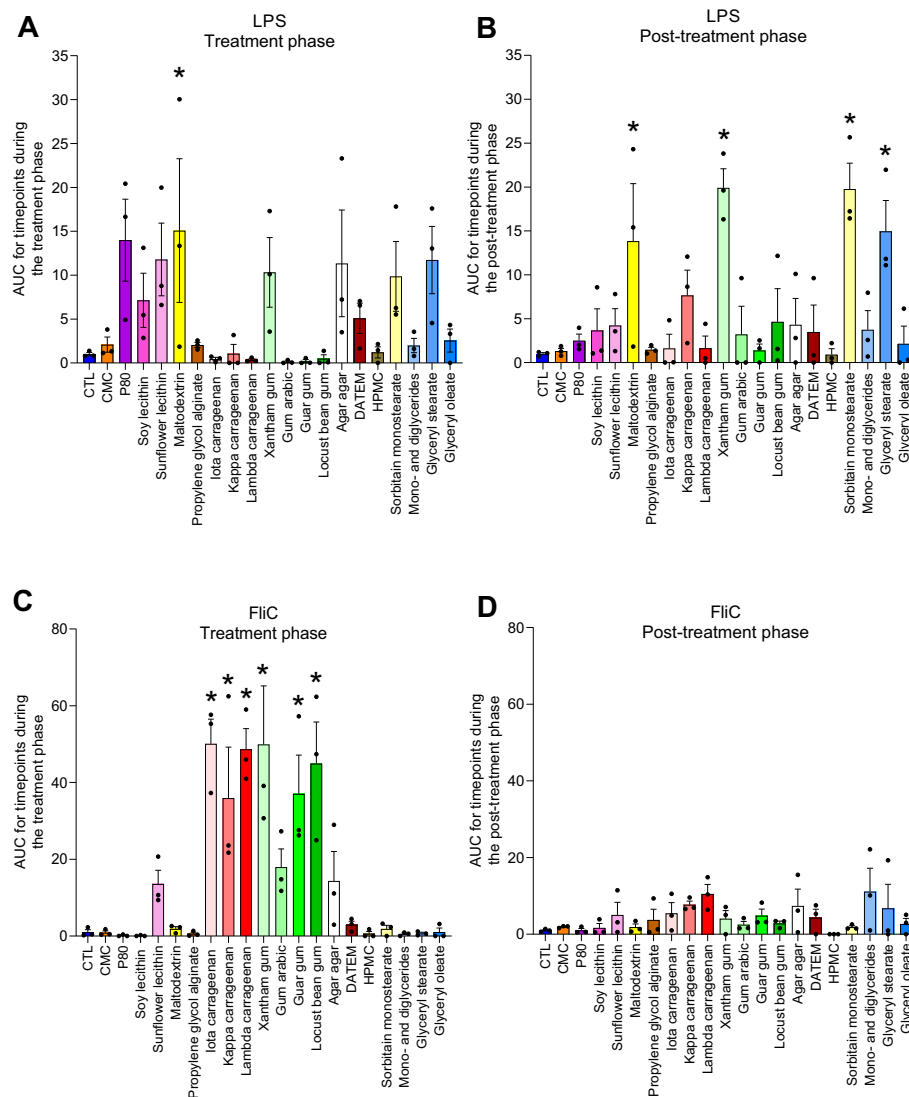 A
LPS
Treatment phase
AUC for timepoints during
the treatment phase
35
30
25
20
15
10
5
0
*
CTL
CMC
P80
Soy lecithin
Sunflower lecithin
Maltodextrin
Propylene glycol alginate
Iota carrageenan
Kappa carrageenan
Lambda carrageenan
Xantham gum
Gum arabic
Guar gum
Locust bean gum
Agar agar
DATEM
HPMC
Sorbitain monostearate
Mono- and diglycerides
Glyceryl stearate
Glyceryl oleate
B
LPS
Post-treatment phase
AUC for timepoints during
the post-treatment phase
35
30
25
20
15
10
5
0
* * * *
CTL
CMC
P80
Soy lecithin
Sunflower lecithin
Maltodextrin
Propylene glycol alginate
Iota carrageenan
Kappa carrageenan
Lambda carrageenan
Xantham gum
Gum arabic
Guar gum
Locust bean gum
Agar agar
DATEM
HPMC
Sorbitain monostearate
Mono- and diglycerides
Glyceryl stearate
Glyceryl oleate
C
FliC
Treatment phase
AUC for timepoints during
the treatment phase
80
60
40
20
0
* * * * * *
CTL
CMC
P80
Soy lecithin
Sunflower lecithin
Maltodextrin
Propylene glycol alginate
Iota carrageenan
Kappa carrageenan
Lambda carrageenan
Xantham gum
Gum arabic
Guar gum
Locust bean gum
Agar agar
DATEM
HPMC
Sorbitain monostearate
Mono- and diglycerides
Glyceryl stearate
Glyceryl oleate
D
FliC
Post-treatment phase
AUC for timepoints during
the post-treatment phase
80
60
40
20
0
CTL
CMC
P80
Soy lecithin
Sunflower lecithin
Maltodextrin
Propylene glycol alginate
Iota carrageenan
Kappa carrageenan
Lambda carrageenan
Xantham gum
Gum arabic
Guar gum
Locust bean gum
Agar agar
DATEM
HPMC
Sorbitain monostearate
Mono- and diglycerides
Glyceryl stearate
Glyceryl oleate